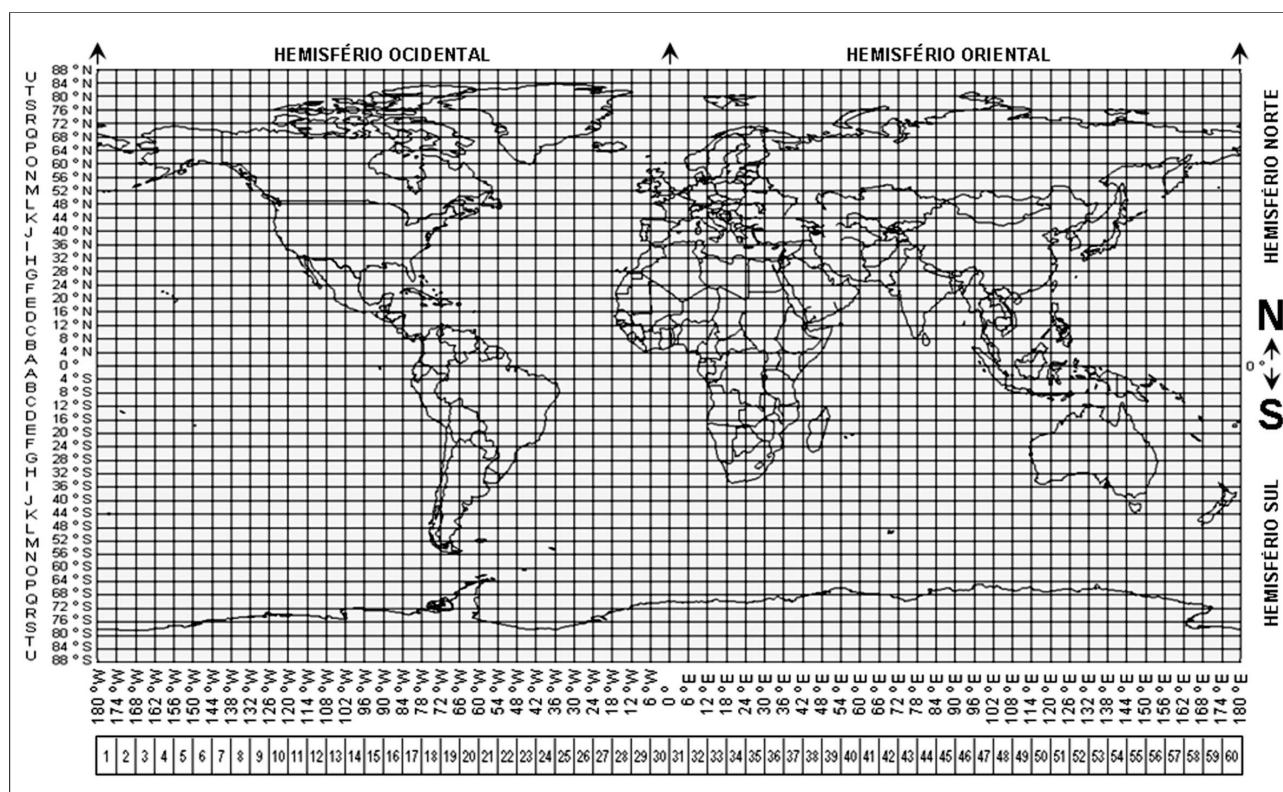 HEMISFÉRIO OCIDENTAL HEMISFÉRIO ORIENTAL
88° N
U
84° N
T
80° N
S
76° N
R
72° N
Q
68° N
P
64° N
O
60° N
N
56° N
M
52° N
L
48° N
K
44° N
J
40° N
I
36° N
H
32° N
G
28° N
F
24° N
E
20° N
D
16° N
C
12° N
B
8° N
A
4° N
0°
A
4° S
B
8° S
C
12° S
D
16° S
E
20° S
F
24° S
G
28° S
H
32° S
I
36° S
J
40° S
K
44° S
L
48° S
M
52° S
N
56° S
O
60° S
P
64° S
Q
72° S
R
76° S
S
80° S
T
84° S
U
88° S
HEMISFÉRIO NORTE
N
0°
S
HEMISFÉRIO SUL
180°W 174°W 168°W 162°W 156°W 150°W 144°W 138°W 132°W 126°W 120°W 114°W 108°W 102°W 96°W 90°W 84°W 78°W 72°W 66°W 60°W 54°W 48°W 42°W 36°W 30°W 24°W 18°W 12°W 6°W 0° 6°E 12°E 18°E 24°E 30°E 36°E 42°E 48°E 54°E 60°E 66°E 72°E 78°E 84°E 90°E 96°E 102°E 108°E 114°E 120°E 126°E 132°E 138°E 144°E 150°E 156°E 162°E 168°E 174°E 180°E
1 2 3 4 5 6 7 8 9 10 11 12 13 14 15 16 17 18 19 20 21 22 23 24 25 26 27 28 29 30 31 32 33 34 35 36 37 38 39 40 41 42 43 44 45 46 47 48 49 50 51 52 53 54 55 56 57 58 59 60